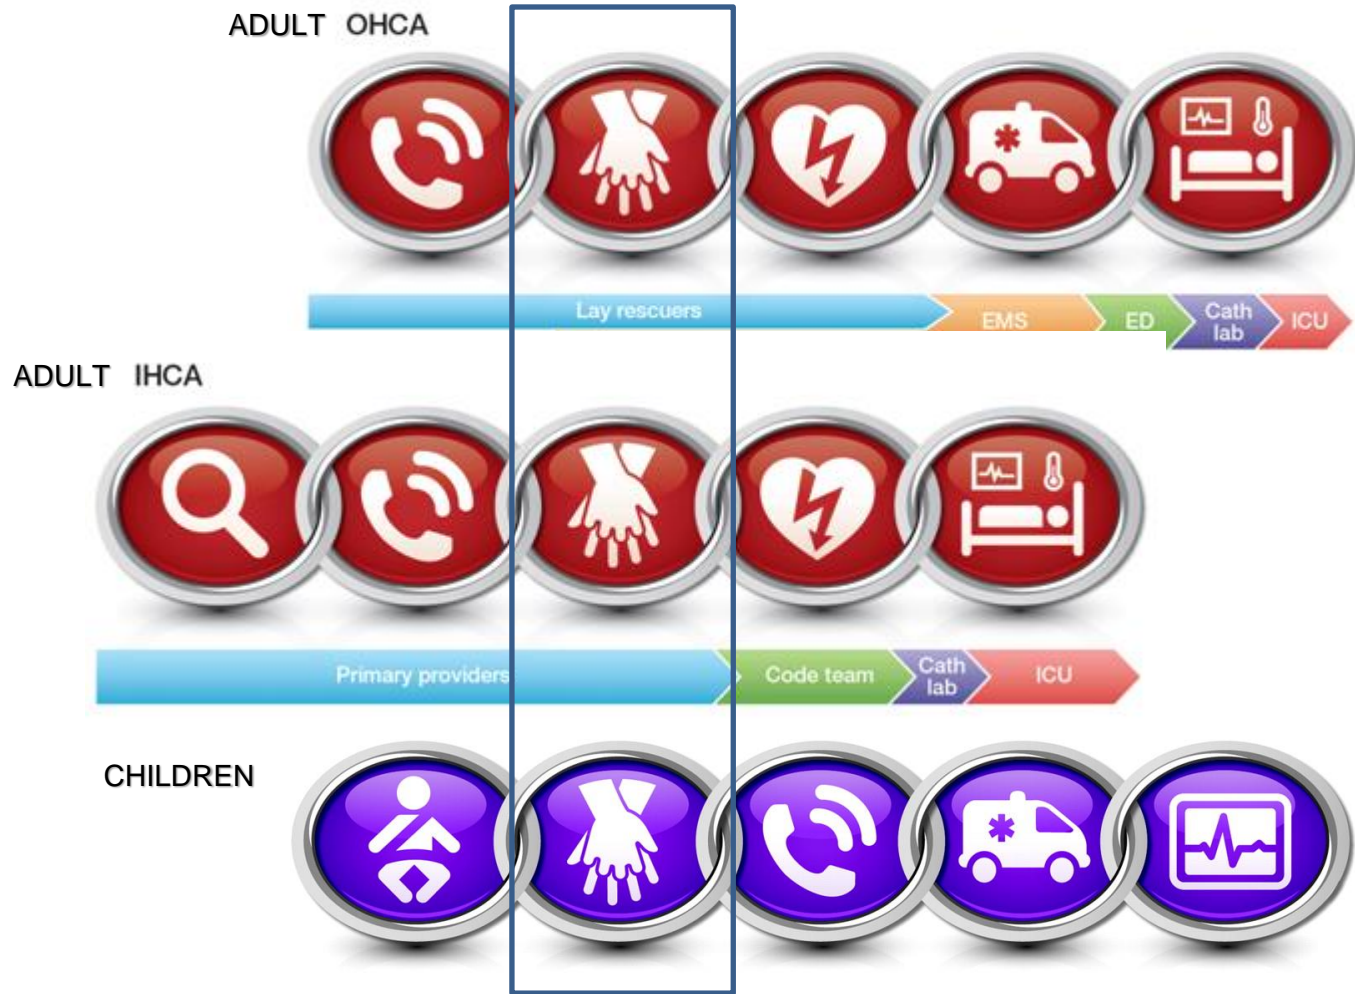 ADULT OHCA
Lay rescuers
EMS
ED
Cath
lab
ICU
ADULT IHCA
Primary providers
Code team
Cath
lab
ICU
CHILDREN